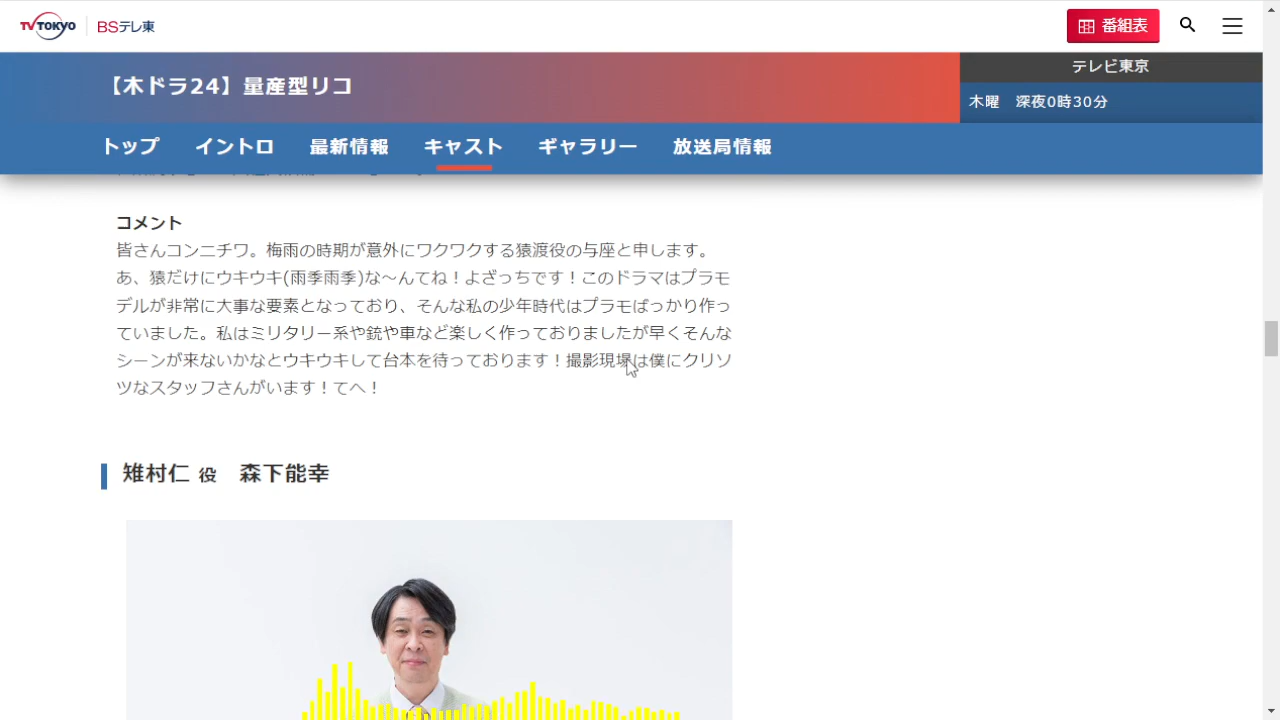 TV TOKYO BSテレ東
番組表
【木ドラ24】量産型リコ
テレビ東京
木曜　深夜0時30分
トップ イントロ 最新情報 キャスト ギャラリー 放送局情報
コメント
皆さんコンニチワ。梅雨の時期が意外にワクワクする猿渡役の与座と申します。
あ、猿だけにウキウキ(雨季雨季)な～んてね！よざっちです！このドラマはプラモ
デルが非常に大事な要素となっており、そんな私の少年時代はプラモばっかり作っ
ていました。私はミリタリー系や銃や車など楽しく作っておりましたが早くそんな
シーンが来ないかなとウキウキして台本を待っております！撮影現場は僕にクリソ
ツなスタッフさんがいます！てへ！
雉村仁 役　森下能幸